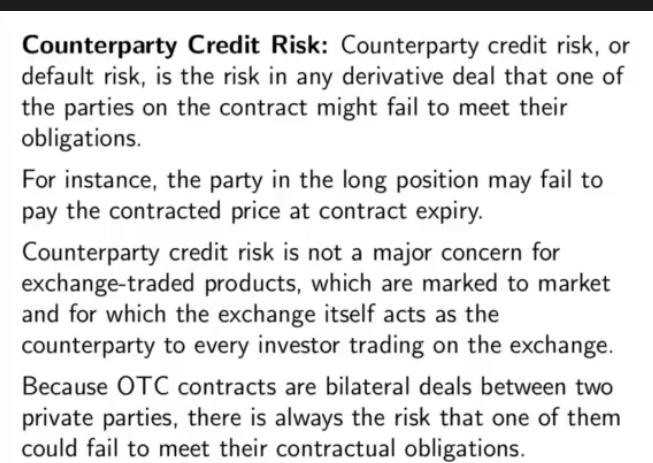 Counterparty Credit Risk: Counterparty credit risk, or
default risk, is the risk in any derivative deal that one of
the parties on the contract might fail to meet their
obligations.
For instance, the party in the long position may fail to
pay the contracted price at contract expiry.
Counterparty credit risk is not a major concern for
exchange-traded products, which are marked to market
and for which the exchange itself acts as the
counterparty to every investor trading on the exchange.
Because OTC contracts are bilateral deals between two
private parties, there is always the risk that one of them
could fail to meet their contractual obligations.